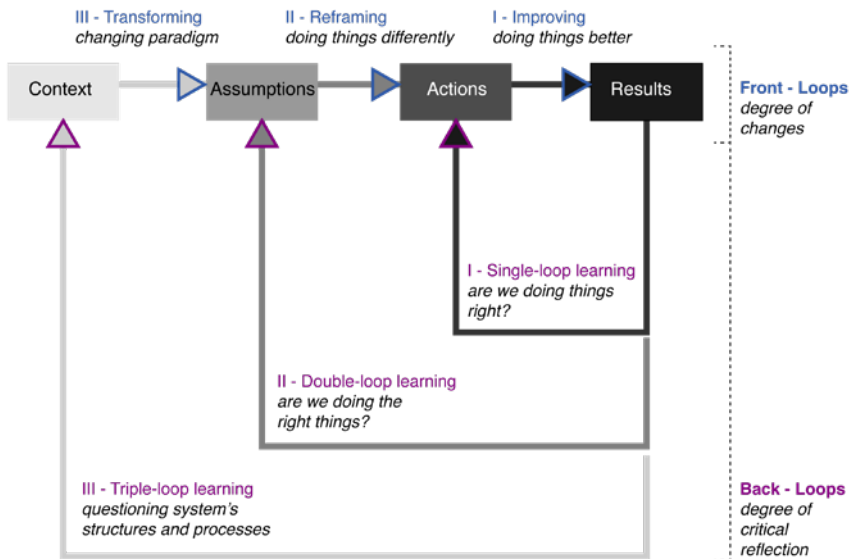 III - Transforming
changing paradigm
II - Reframing
doing things differently
I - Improving
doing things better
Context
Assumptions
Actions
Results
Front - Loops
degree of
changes
I - Single-loop learning
are we doing things
right?
II - Double-loop learning
are we doing the
right things?
III - Triple-loop learning
questioning system's
structures and processes
Back - Loops
degree of
critical
reflection